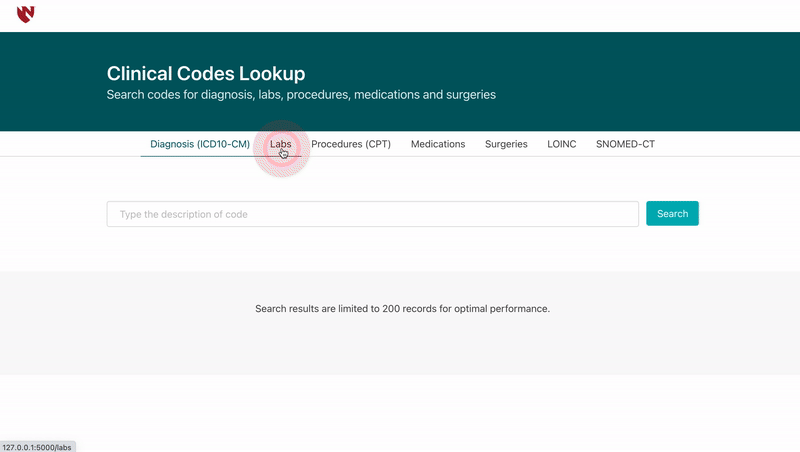 Clinical Codes Lookup
Search codes for diagnosis, labs, procedures, medications and surgeries
Diagnosis (ICD10-CM) Labs Procedures (CPT) Medications Surgeries LOINC SNOMED-CT
Type the description of code Search
Search results are limited to 200 records for optimal performance.
127.0.0.1:5000/labs